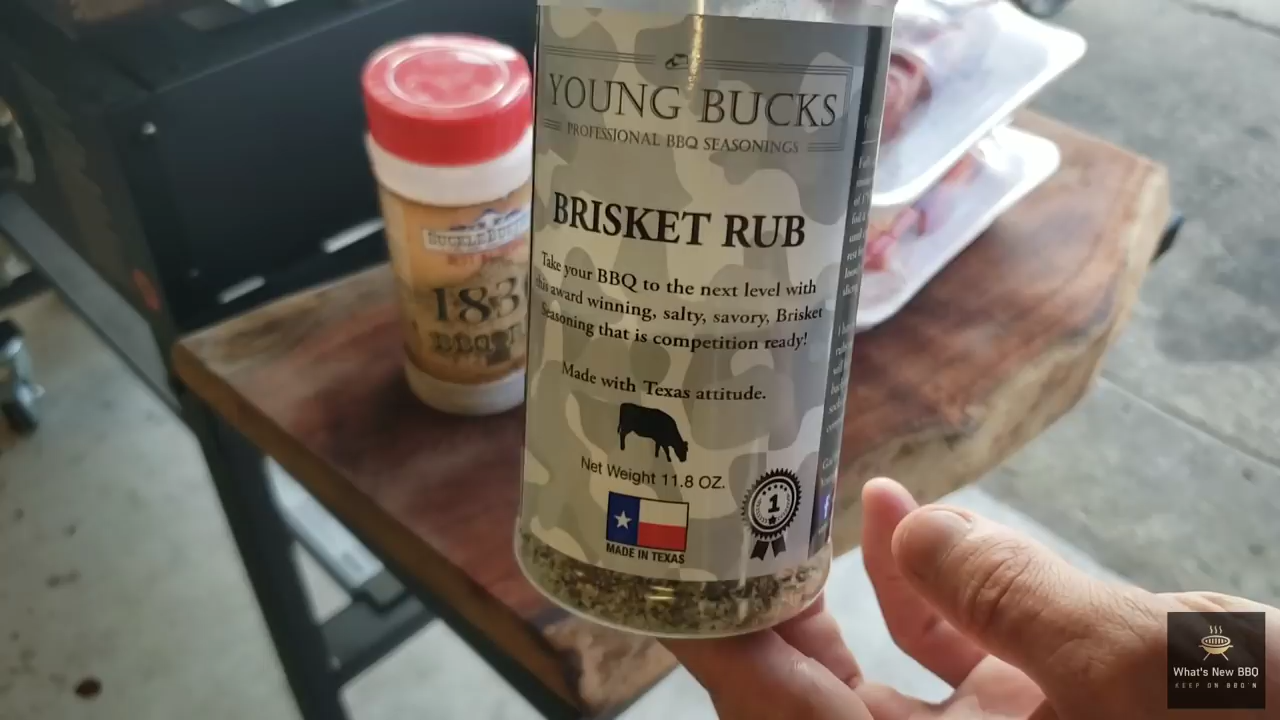 YOUNG BUCKS
PROFESSIONAL BBQ SEASONINGS
BRISKET RUB
Take your BBQ to the next level with
this award winning, salty, savory, Brisket
Seasoning that is competition ready!
Made with Texas attitude.
Net Weight 11.8 OZ.
1
MADE IN TEXAS
183
BBQ
What's New BBQ
KEEP ON BBQ'N